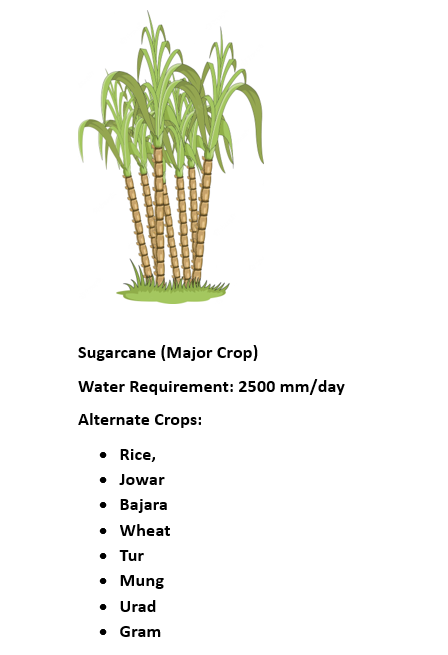 Sugarcane (Major Crop)
Water Requirement: 2500 mm/day
Alternate Crops:
• Rice,
• Jowar
• Bajara
• Wheat
• Tur
• Mung
• Urad
• Gram